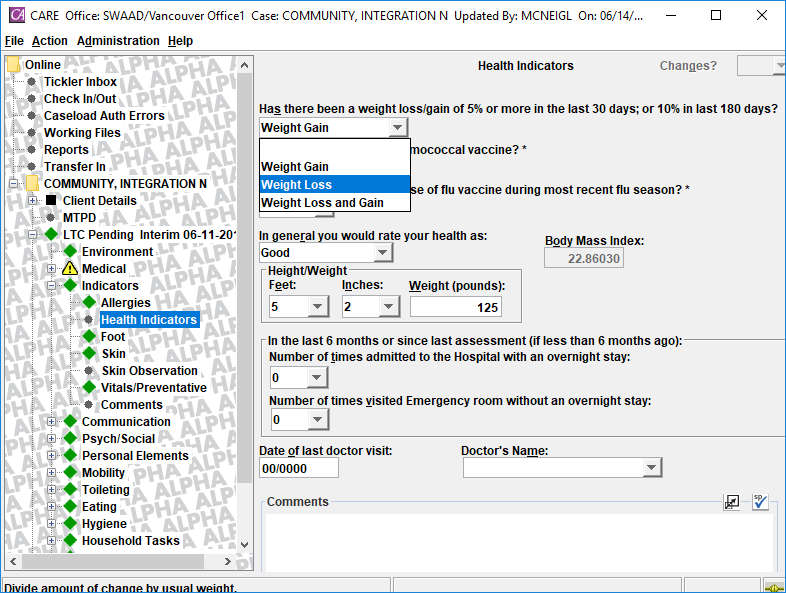 CARE Office: SWAAD/Vancouver Office1 Case: COMMUNITY, INTEGRATION N Updated By: MCNEIGL On: 06/14/...
File Action Administration Help
Online
Tickler Inbox
Check In/Out
Caseload Auth Errors
Working Files
Reports
Transfer In
COMMUNITY, INTEGRATION N
Client Details
MTPD
LTC Pending Interim 06-11-201
Environment
Medical
Indicators
Allergies
Health Indicators
Foot
Skin
Skin Observation
Vitals/Preventative
Comments
Communication
Psych/Social
Personal Elements
Mobility
Toileting
Eating
Hygiene
Household Tasks
ALPHA ALPHA ALPHA
Health Indicators Changes?
Has there been a weight loss/gain of 5% or more in the last 30 days; or 10% in last 180 days?
Weight Gain
mococcal vaccine? *
Weight Gain
Weight Loss
se of flu vaccine during most recent flu season? *
Weight Loss and Gain
In general you would rate your health as: Body Mass Index:
Good 22.86030
Height/Weight
Feet: Inches: Weight (pounds):
5 2 125
In the last 6 months or since last assessment (if less than 6 months ago):
Number of times admitted to the Hospital with an overnight stay:
0
Number of times visited Emergency room without an overnight stay:
0
Date of last doctor visit: Doctor's Name:
00/0000
Comments
Divide amount of change by usual weight.